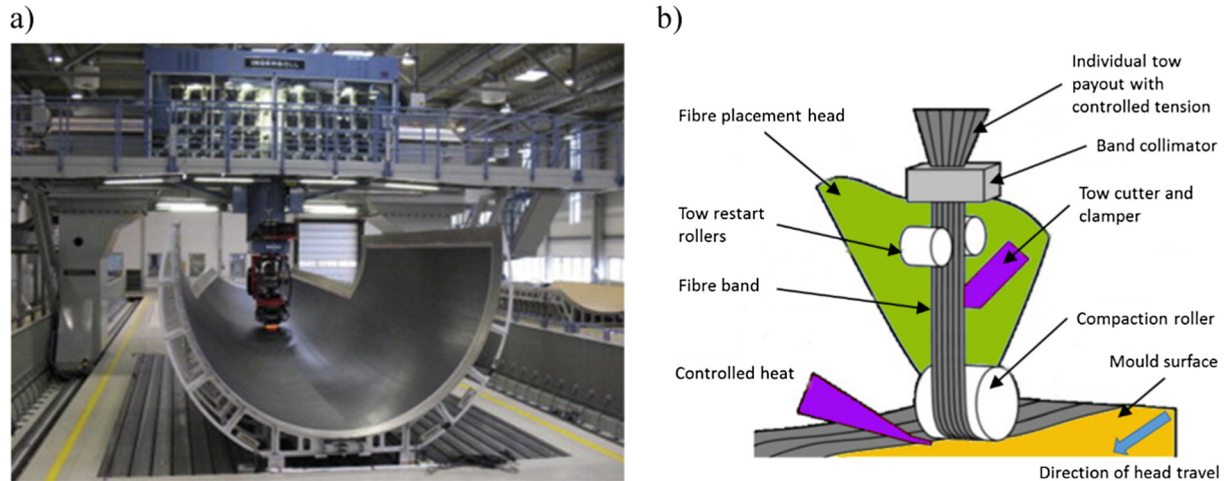 a)
INGERSOLL
b)
Individual tow
payout with
controlled tension
Fibre placement head
Band collimator
Tow cutter and
clamper
Tow restart
rollers
Fibre band
Compaction roller
Mould surface
Controlled heat
Direction of head travel